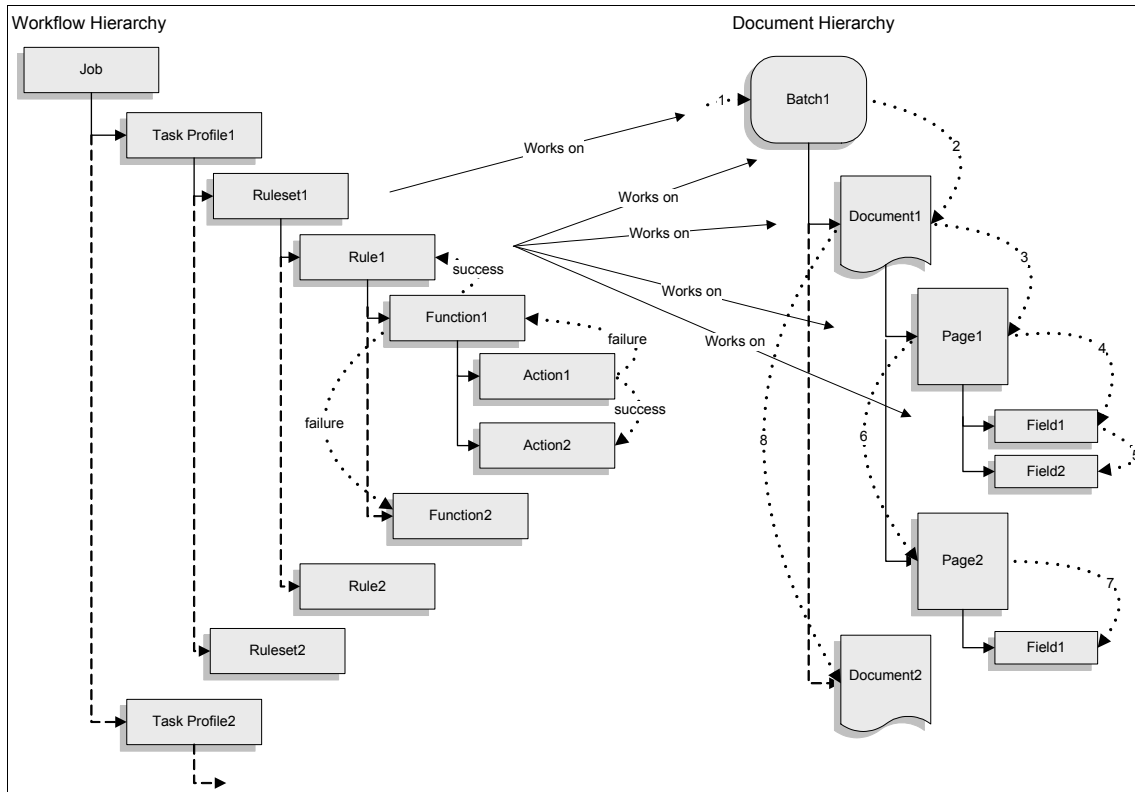 Workflow Hierarchy
Document Hierarchy
Job
Task Profile1
Ruleset1
Rule1
success
Function1
failure
Action1
success
failure
Action2
Function2
Rule2
Ruleset2
Task Profile2
Works on
Works on
Works on
Works on
Works on
1
Batch1
2
Document1
3
Page1
4
Field1
5
Field2
6
8
Page2
7
Field1
Document2